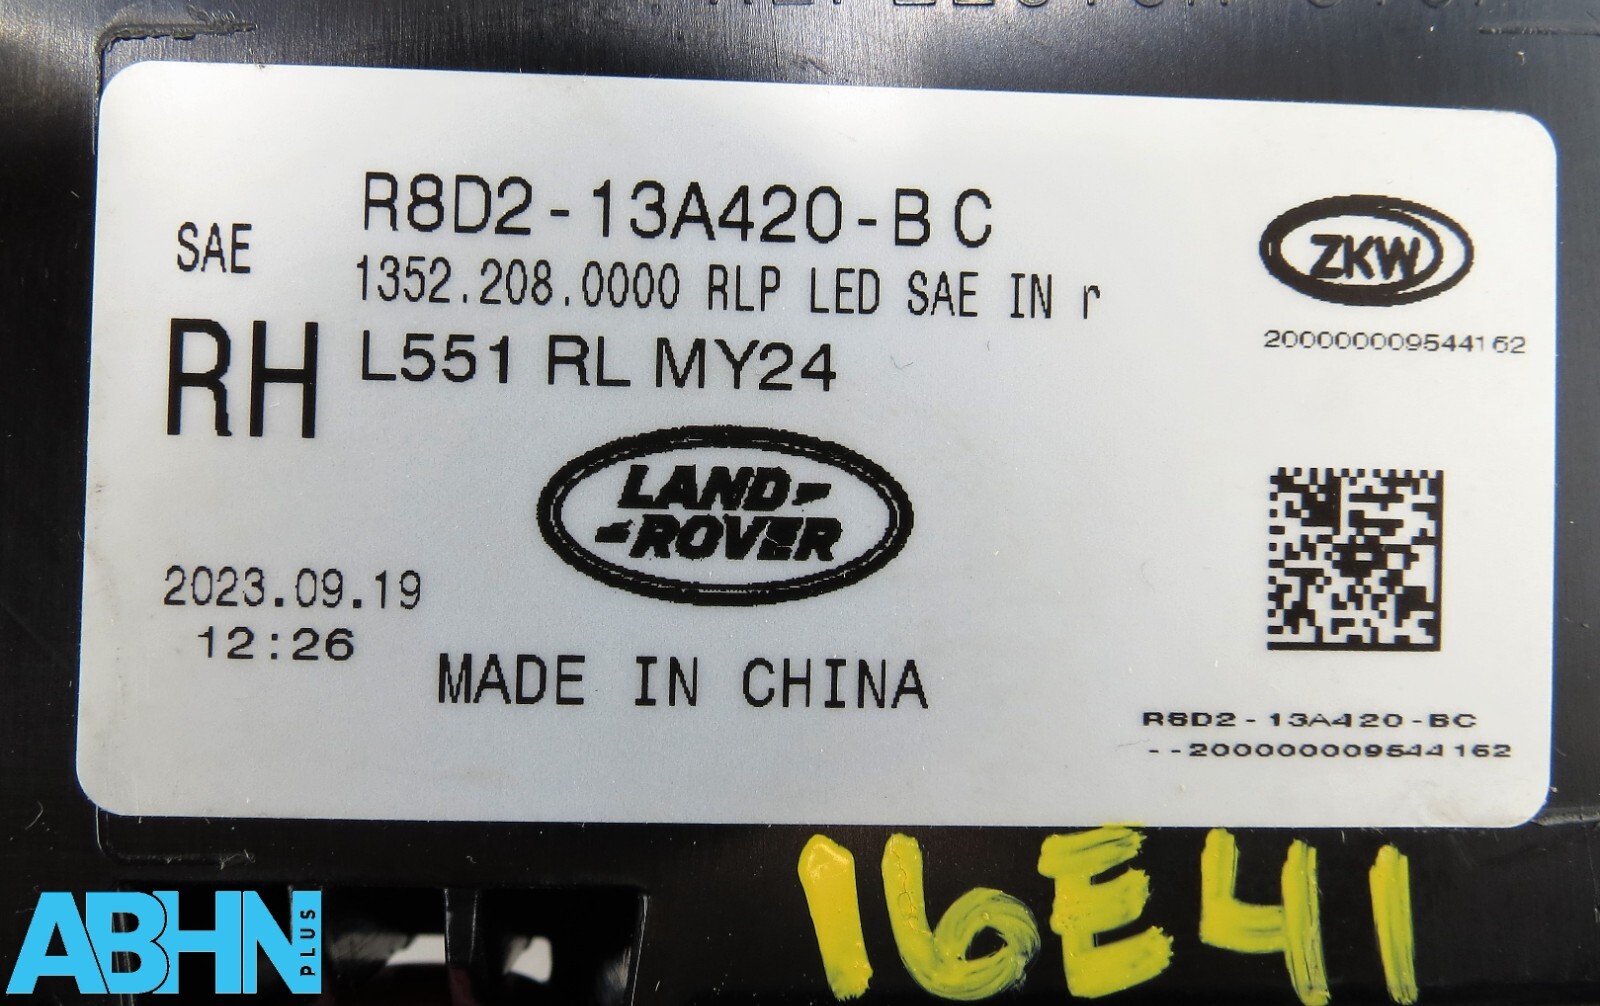 R8D2-13A420-BC
SAE
1352.208.0000 RLP LED SAE IN r
RH
L551 RL MY24
ZKW
200000009544162
LAND-
-ROVER
2023.09.19
12:26
MADE IN CHINA
R8D2-13A420-BC
--200000009544162
16E41
ABHN PLUS